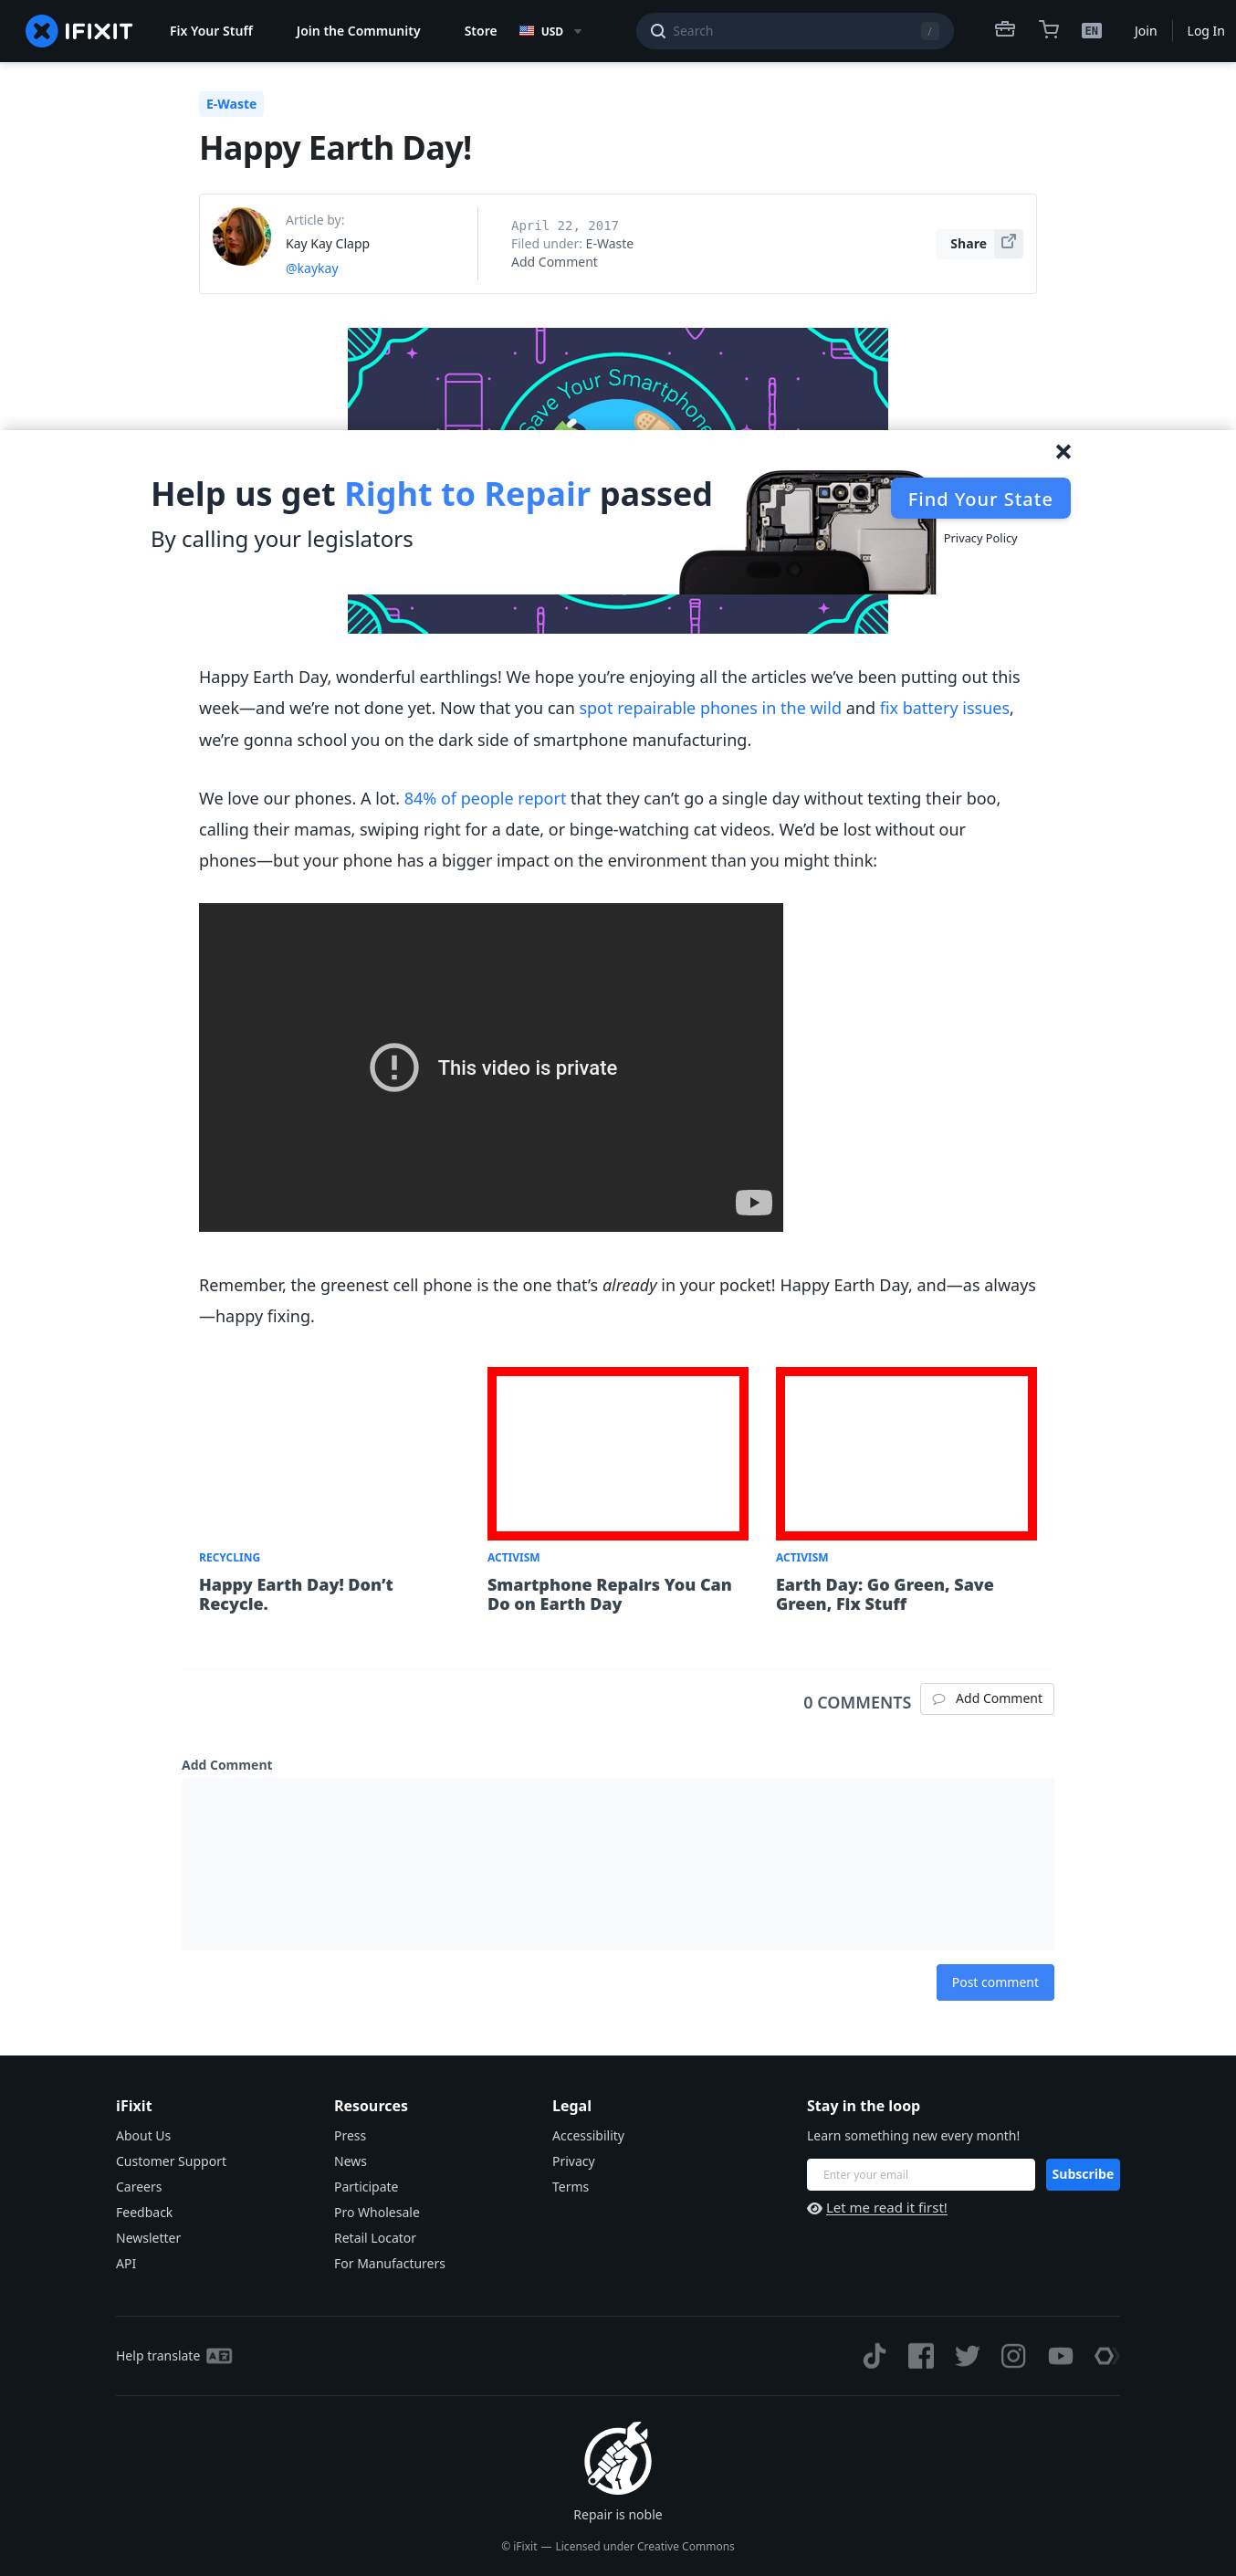 IFIXIT
Fix Your Stuff
Join the Community
Store
USD
Search
/
EN
Join
Log In
E-Waste
Happy Earth Day!
Article by:
Kay Kay Clapp
@kaykay
April 22, 2017
Filed under: E-Waste
Add Comment
Share
Save Your Smartphone
Help us get Right to Repair passed
By calling your legislators
Find Your State
Privacy Policy
Happy Earth Day, wonderful earthlings! We hope you’re enjoying all the articles we’ve been putting out this
week—and we’re not done yet. Now that you can spot repairable phones in the wild and fix battery issues,
we’re gonna school you on the dark side of smartphone manufacturing.
We love our phones. A lot. 84% of people report that they can’t go a single day without texting their boo,
calling their mamas, swiping right for a date, or binge-watching cat videos. We’d be lost without our
phones—but your phone has a bigger impact on the environment than you might think:
This video is private
Remember, the greenest cell phone is the one that’s already in your pocket! Happy Earth Day, and—as always
—happy fixing.
RECYCLING
Happy Earth Day! Don’t
Recycle.
ACTIVISM
Smartphone Repairs You Can
Do on Earth Day
ACTIVISM
Earth Day: Go Green, Save
Green, Fix Stuff
0 COMMENTS
Add Comment
Add Comment
Post comment
iFixit
About Us
Customer Support
Careers
Feedback
Newsletter
API
Resources
Press
News
Participate
Pro Wholesale
Retail Locator
For Manufacturers
Legal
Accessibility
Privacy
Terms
Stay in the loop
Learn something new every month!
Enter your email
Subscribe
Let me read it first!
Help translate
Repair is noble
© iFixit — Licensed under Creative Commons